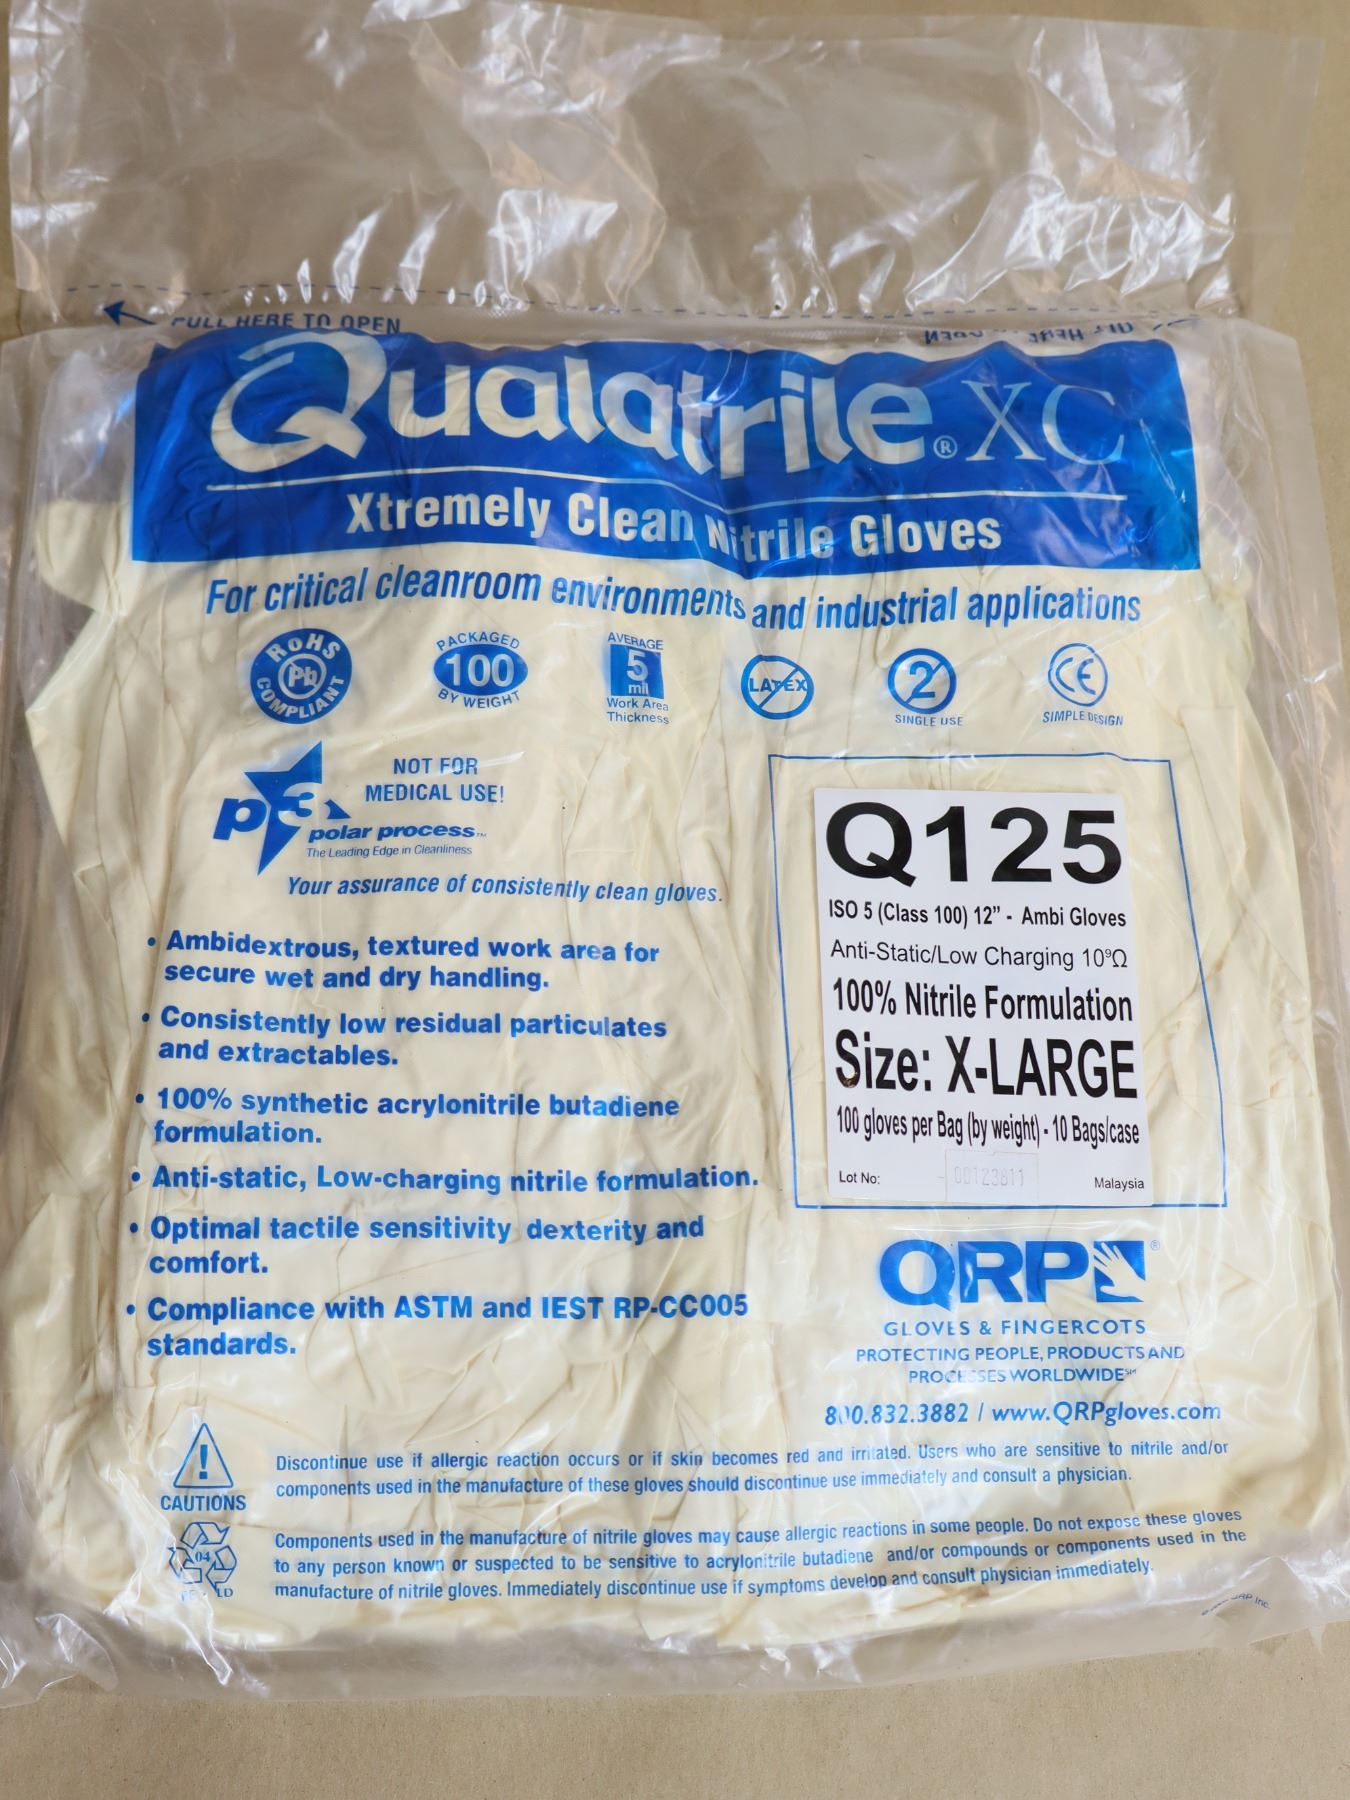 PULL HERE TO OPEN
Qualatrile® XC
Xtremely Clean Nitrile Gloves
For critical cleanroom environments and industrial applications
RoHS
Pb
COMPLIANT
PACKAGED
100
BY WEIGHT
AVERAGE
5
mil
Work Area
Thickness
LATEX
2
SINGLE USE
CE
SIMPLE DESIGN
NOT FOR
MEDICAL USE!
p3
polar process™
The Leading Edge in Cleanliness
Your assurance of consistently clean gloves.
• Ambidextrous, textured work area for
secure wet and dry handling.
• Consistently low residual particulates
and extractables.
• 100% synthetic acrylonitrile butadiene
formulation.
• Anti-static, Low-charging nitrile formulation.
• Optimal tactile sensitivity dexterity and
comfort.
• Compliance with ASTM and IEST RP-CC005
standards.
Q125
ISO 5 (Class 100) 12” - Ambi Gloves
Anti-Static/Low Charging 10⁹Ω
100% Nitrile Formulation
Size: X-LARGE
100 gloves per Bag (by weight) - 10 Bags/case
Lot No: 00123811 Malaysia
QRP®
GLOVES & FINGERCOTS
PROTECTING PEOPLE, PRODUCTS AND
PROCESSES WORLDWIDE℠
800.832.3882 / www.QRPgloves.com
CAUTIONS
Discontinue use if allergic reaction occurs or if skin becomes red and irritated. Users who are sensitive to nitrile and/or
components used in the manufacture of these gloves should discontinue use immediately and consult a physician.
04
Components used in the manufacture of nitrile gloves may cause allergic reactions in some people. Do not expose these gloves
to any person known or suspected to be sensitive to acrylonitrile butadiene and/or compounds or components used in the
manufacture of nitrile gloves. Immediately discontinue use if symptoms develop and consult physician immediately.
QRP Inc.